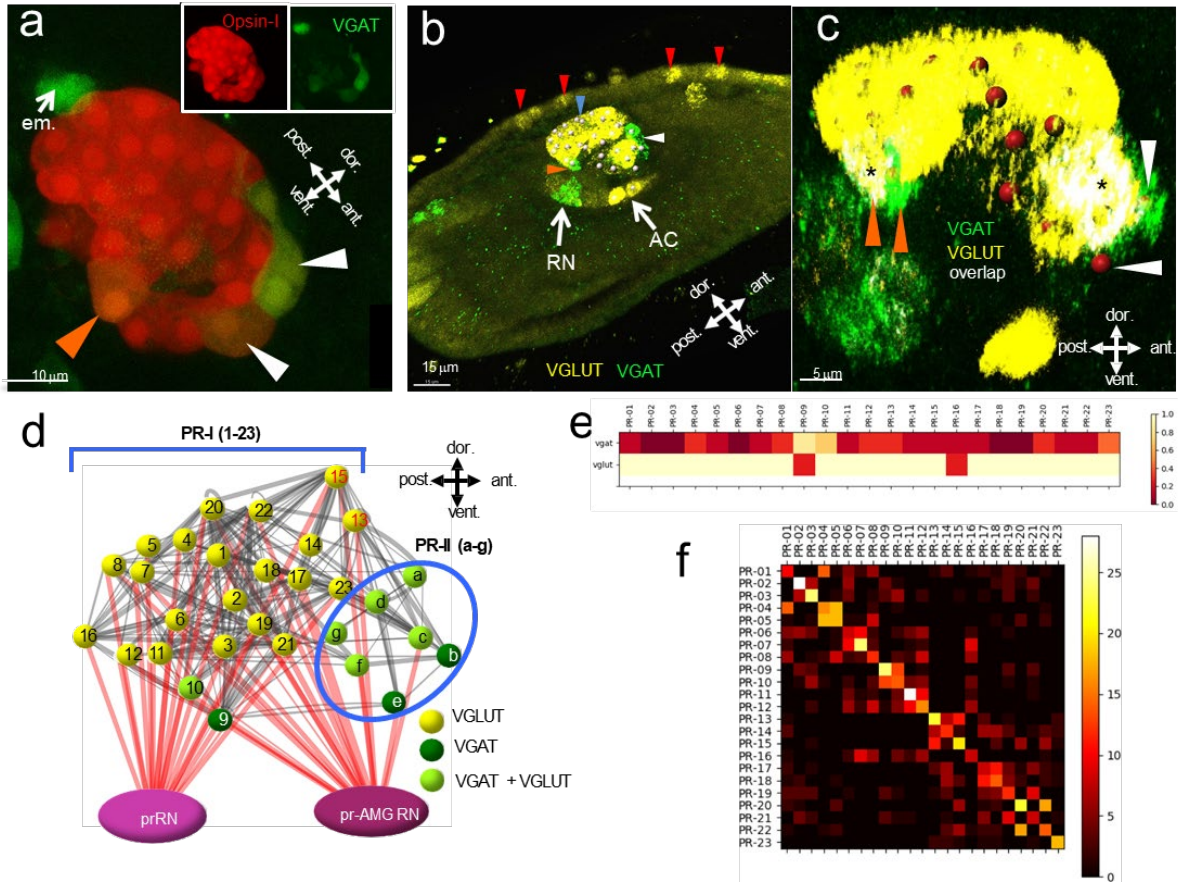 a
Opsin-I
VGAT
em.
post.
dor.
vent.
ant.
10 µm
b
RN
AC
dor.
ant.
post.
vent.
15 µm
VGLUT VGAT
c
VGAT
VGLUT
overlap
dor.
post.
ant.
vent.
5 µm
d
PR-I (1-23)
dor.
post.
ant.
vent.
PR-II (a-g)
15
20
22
13
4
5
14
1
8
7
18
17
a
23
2
d
6
19
g
c
16
3
21
12
11
f
b
10
e
9
VGLUT
VGAT
VGAT + VGLUT
prRN
pr-AMG RN
e
PR-01 PR-02 PR-03 PR-04 PR-05 PR-06 PR-07 PR-08 PR-09 PR-10 PR-11 PR-12 PR-13 PR-14 PR-15 PR-16 PR-17 PR-18 PR-19 PR-20 PR-21 PR-22 PR-23
vgat
vglut
1.0
0.8
0.6
0.4
0.2
0.0
f
PR-01 PR-02 PR-03 PR-04 PR-05 PR-06 PR-07 PR-08 PR-09 PR-10 PR-11 PR-12 PR-13 PR-14 PR-15 PR-16 PR-17 PR-18 PR-19 PR-20 PR-21 PR-22 PR-23
PR-01
PR-02
PR-03
PR-04
PR-05
PR-06
PR-07
PR-08
PR-09
PR-10
PR-11
PR-12
PR-13
PR-14
PR-15
PR-16
PR-17
PR-18
PR-19
PR-20
PR-21
PR-22
PR-23
25
20
15
10
5
0